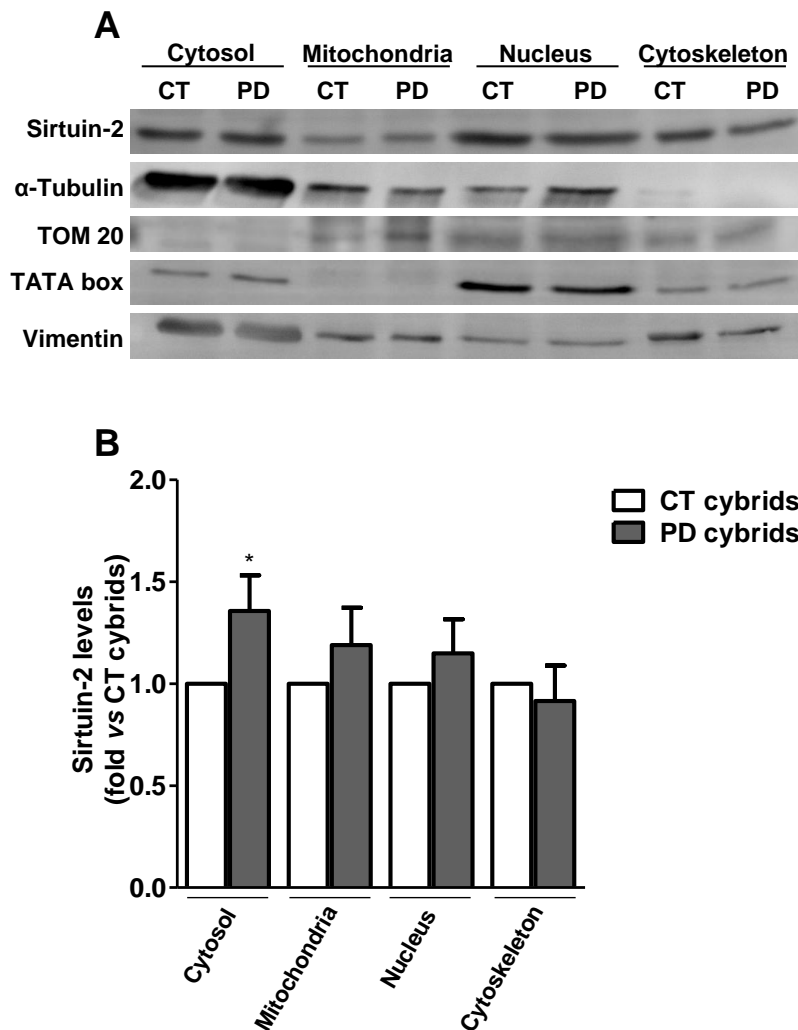 A
Cytosol Mitochondria Nucleus Cytoskeleton
CT PD CT PD CT PD CT PD
Sirtuin-2
α-Tubulin
TOM 20
TATA box
Vimentin
B
2.0
1.5
1.0
0.5
0.0
Sirtuin-2 levels
(fold vs CT cybrids)
*
CT cybrids
PD cybrids
Cytosol
Mitochondria
Nucleus
Cytoskeleton